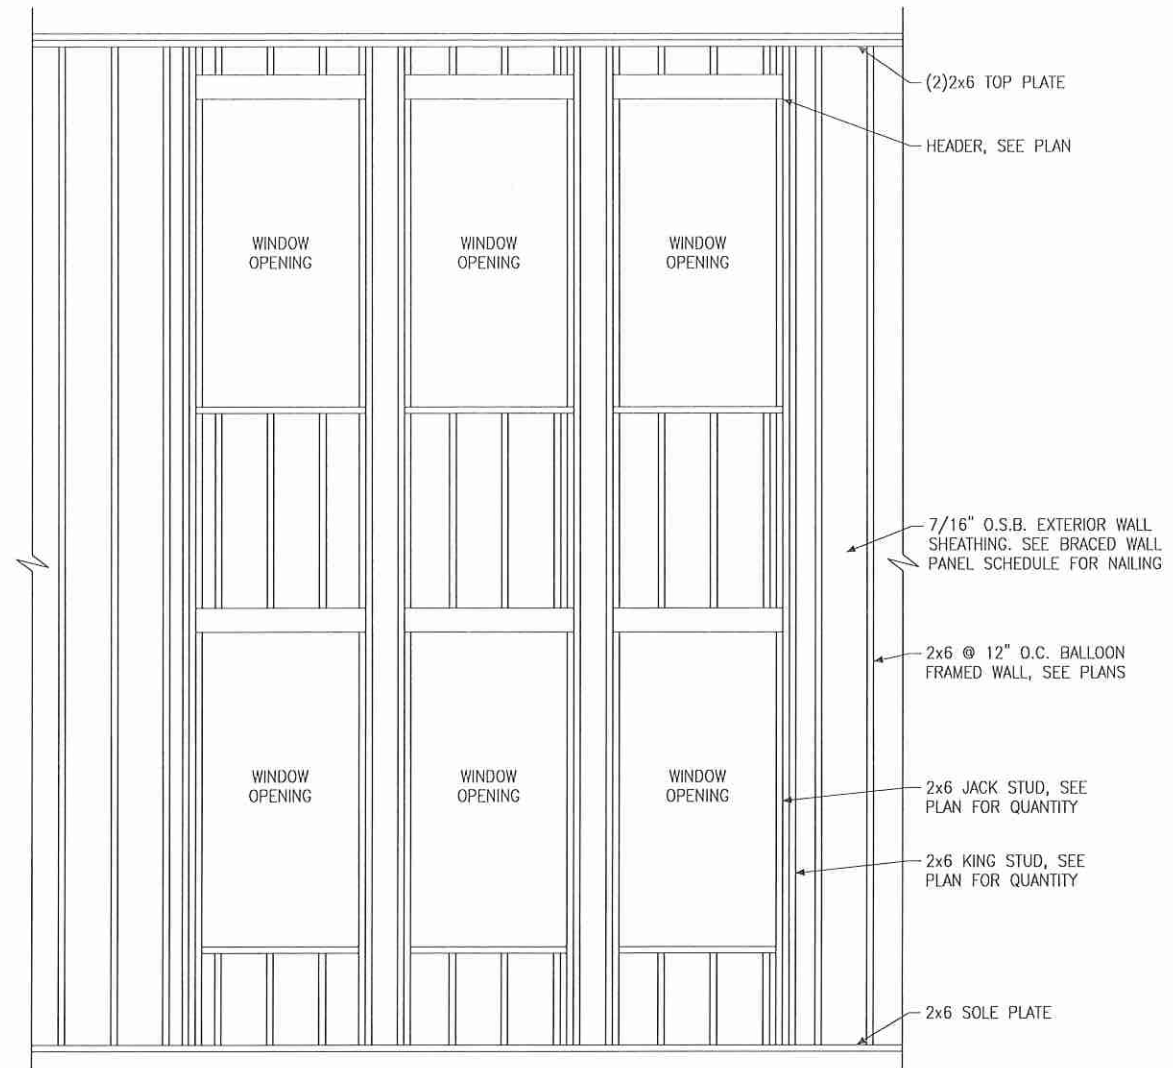 (2)2x6 TOP PLATE
HEADER, SEE PLAN
WINDOW
OPENING
WINDOW
OPENING
WINDOW
OPENING
7/16" O.S.B. EXTERIOR WALL
SHEATHING. SEE BRACED WALL
PANEL SCHEDULE FOR NAILING
2x6 @ 12" O.C. BALLOON
FRAMED WALL, SEE PLANS
WINDOW
OPENING
WINDOW
OPENING
WINDOW
OPENING
2x6 JACK STUD, SEE
PLAN FOR QUANTITY
2x6 KING STUD, SEE
PLAN FOR QUANTITY
2x6 SOLE PLATE